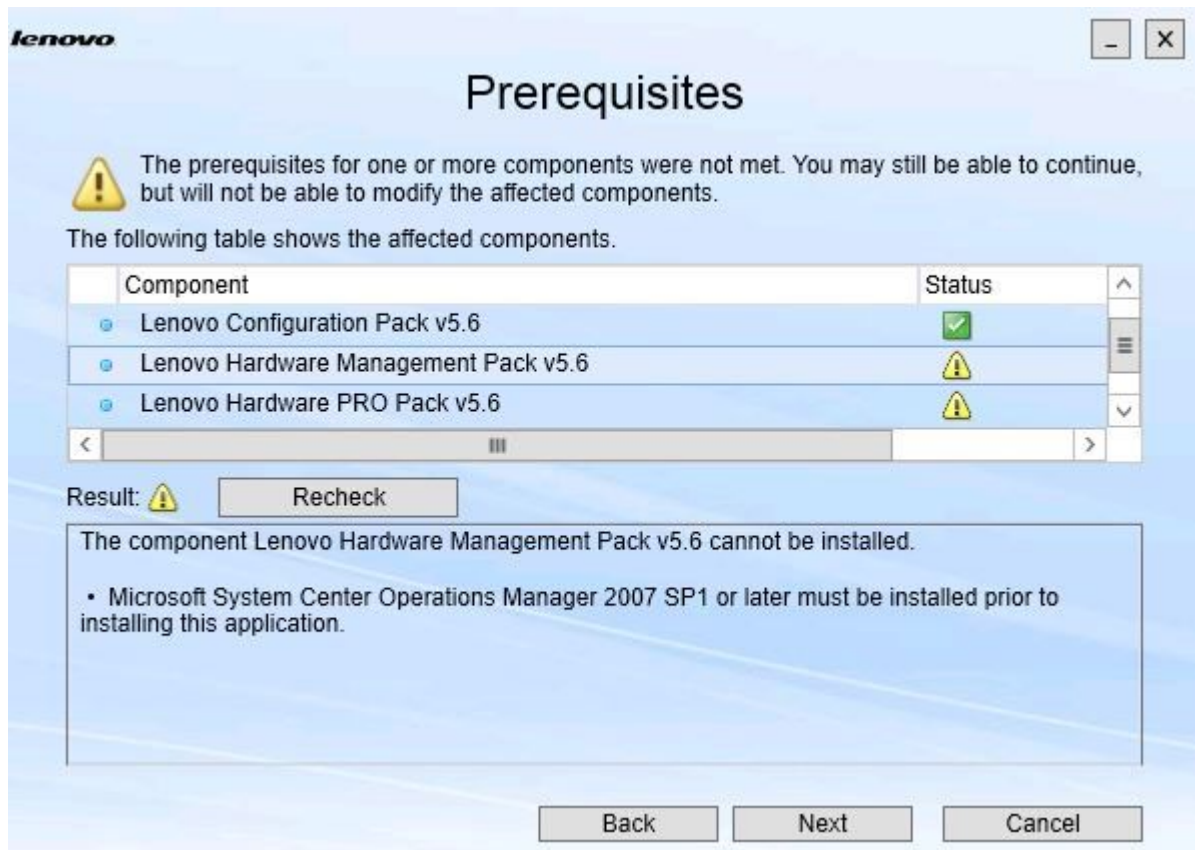 lenovo
Prerequisites
The prerequisites for one or more components were not met. You may still be able to continue,
but will not be able to modify the affected components.
The following table shows the affected components.
Component Status
Lenovo Configuration Pack v5.6
Lenovo Hardware Management Pack v5.6
Lenovo Hardware PRO Pack v5.6
Result: Recheck
The component Lenovo Hardware Management Pack v5.6 cannot be installed.
• Microsoft System Center Operations Manager 2007 SP1 or later must be installed prior to
installing this application.
Back Next Cancel